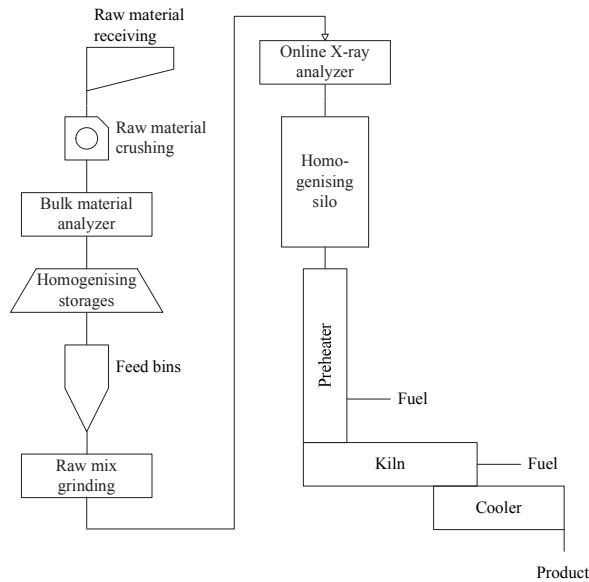 Raw material
receiving
Raw material
crushing
Bulk material
analyzer
Homogenising
storages
Feed bins
Raw mix
grinding
Online X-ray
analyzer
Homo-
genising
silo
Preheater
Fuel
Kiln
Fuel
Cooler
Product